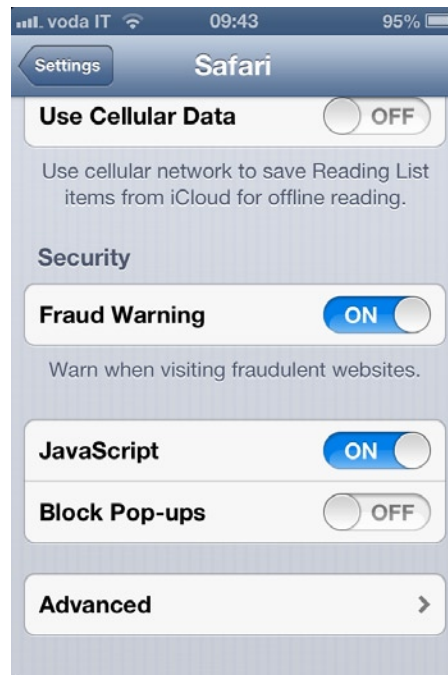 voda IT 09:43 95%
Settings Safari
Use Cellular Data OFF
Use cellular network to save Reading List
items from iCloud for offline reading.
Security
Fraud Warning ON
Warn when visiting fraudulent websites.
JavaScript ON
Block Pop-ups OFF
Advanced